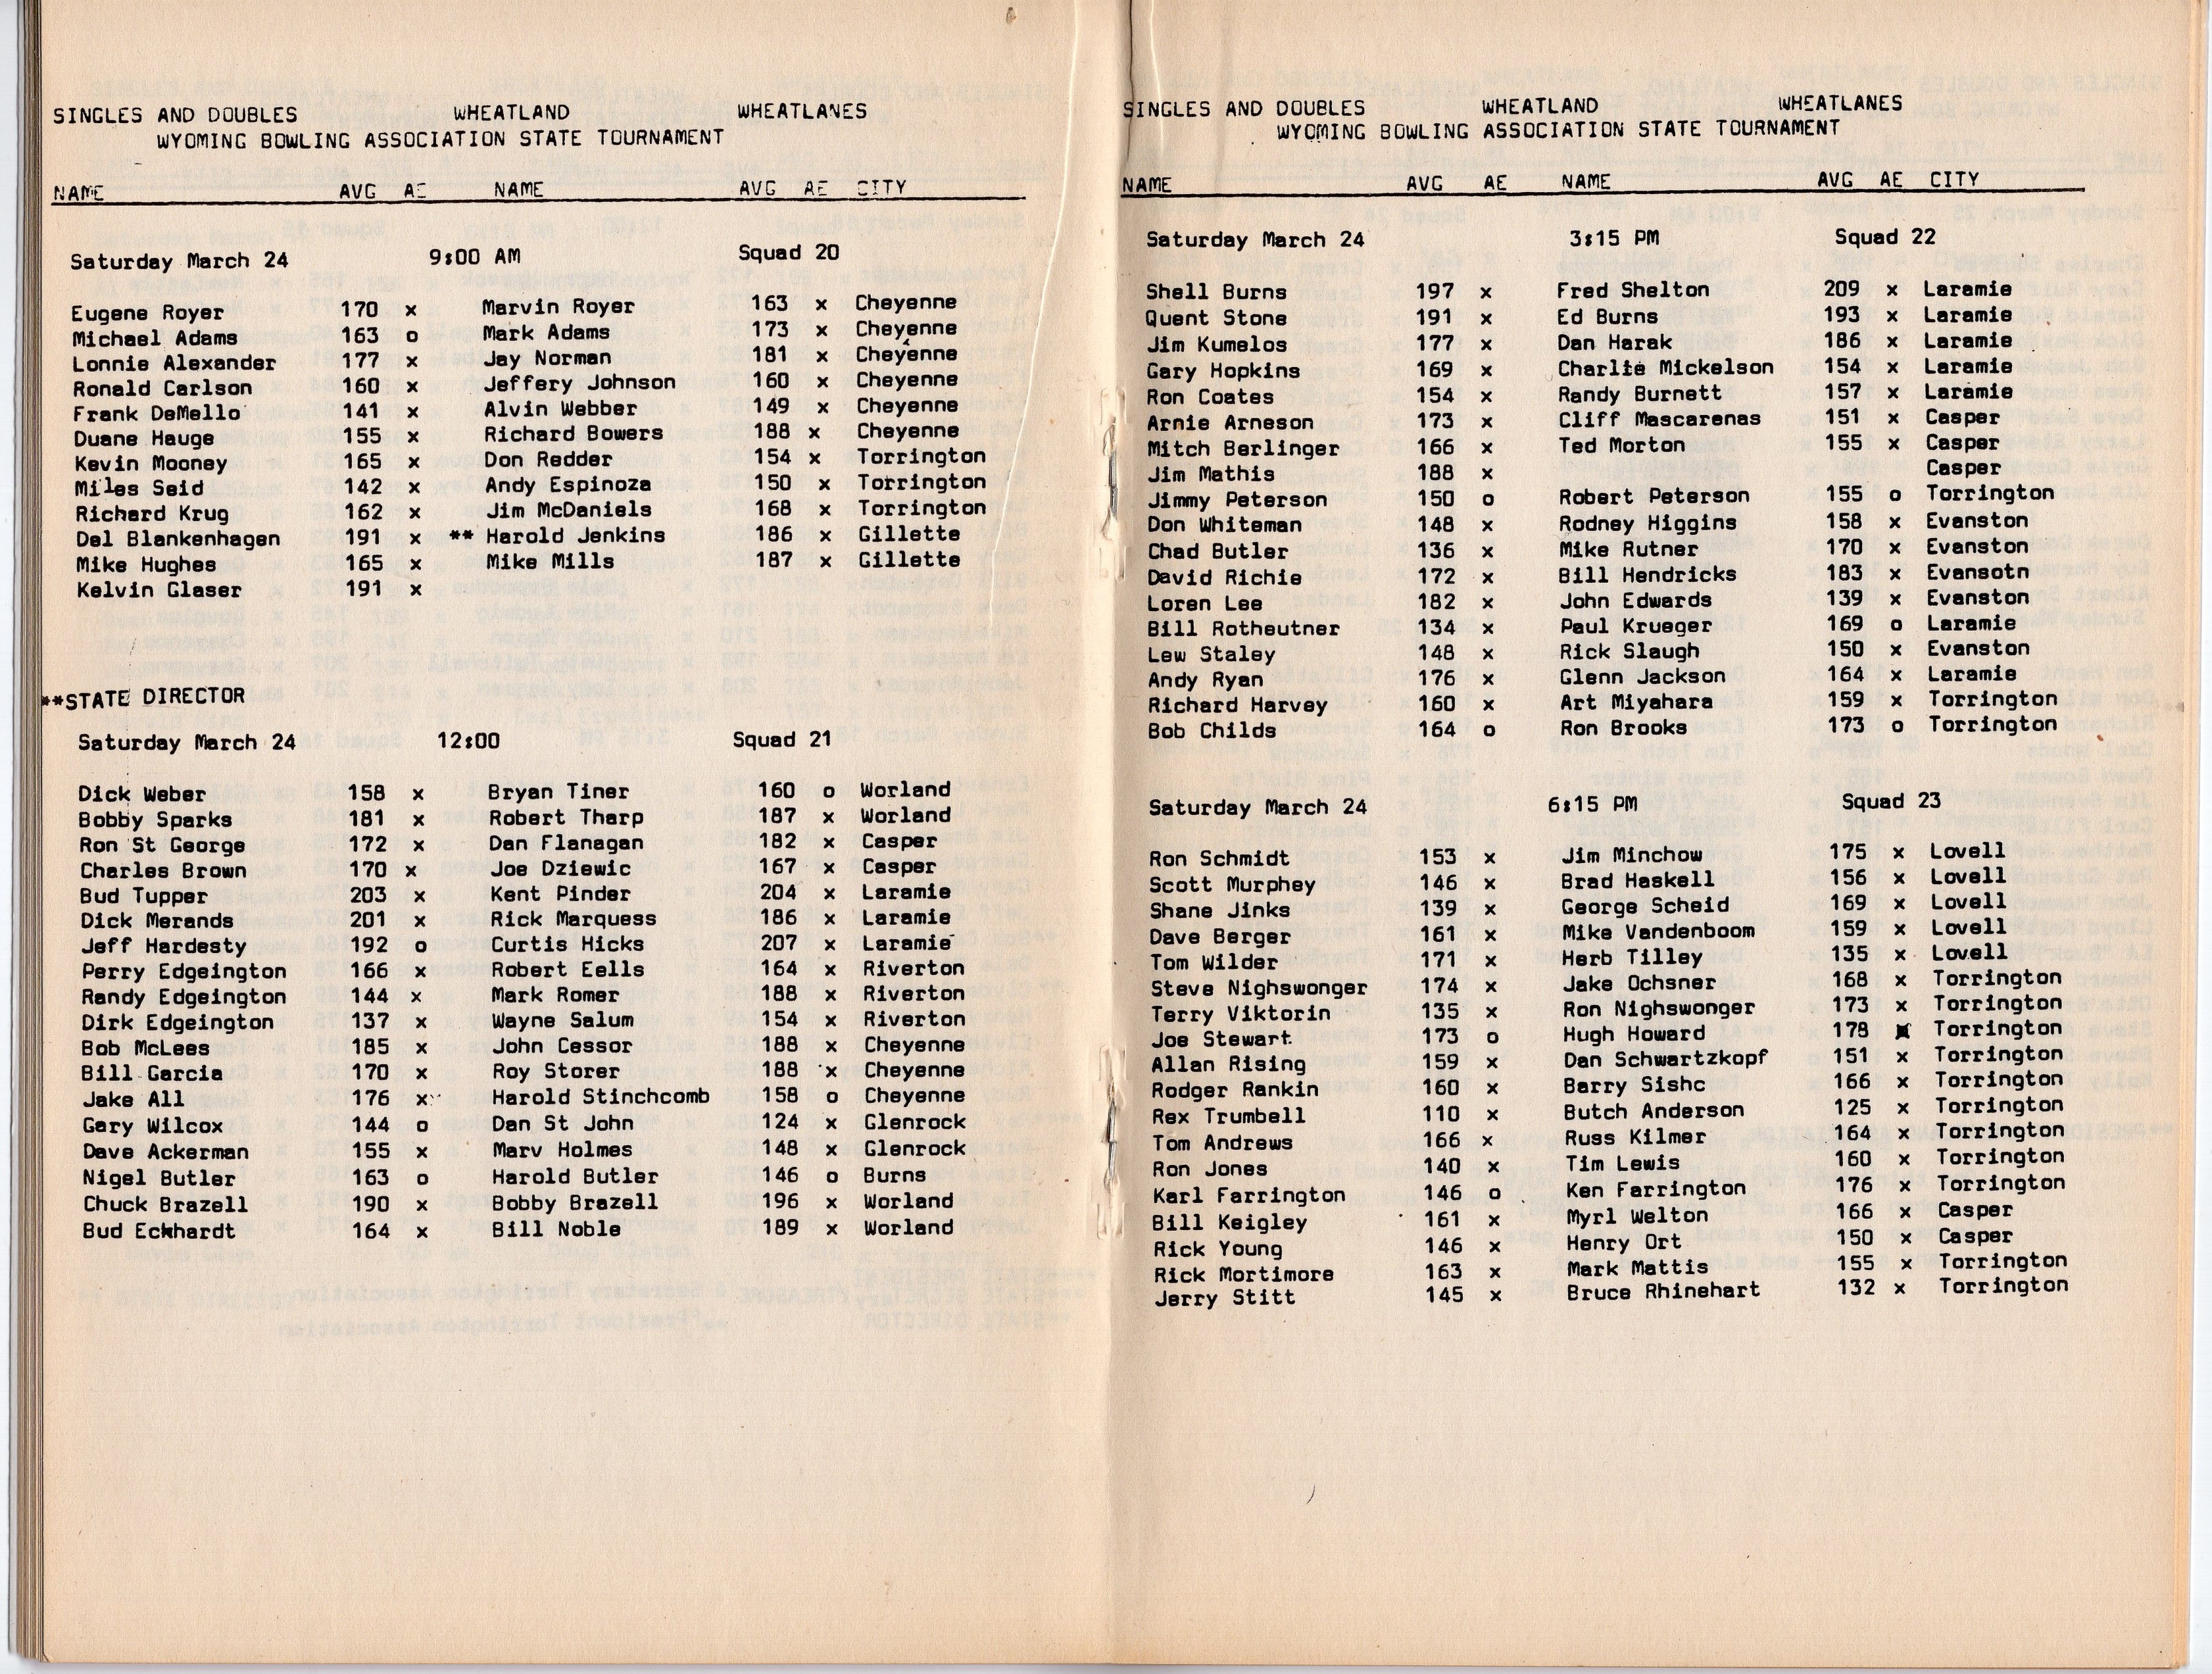 SINGLES AND DOUBLES WHEATLAND WHEATLANES
WYOMING BOWLING ASSOCIATION STATE TOURNAMENT
NAME AVG AE NAME AVG AE CITY
Saturday March 24 9:00 AM Squad 20
Eugene Royer 170 x Marvin Royer 163 x Cheyenne
Michael Adams 163 o Mark Adams 173 x Cheyenne
Lonnie Alexander 177 x Jay Norman 181 x Cheyenne
Ronald Carlson 160 x Jeffery Johnson 160 x Cheyenne
Frank DeMello 141 x Alvin Webber 149 x Cheyenne
Duane Hauge 155 x Richard Bowers 188 x Cheyenne
Kevin Mooney 165 x Don Redder 154 x Torrington
Miles Seid 142 x Andy Espinoza 150 x Torrington
Richard Krug 162 x Jim McDaniels 168 x Torrington
Del Blankenhagen 191 x ** Harold Jenkins 186 x Gillette
Mike Hughes 165 x Mike Mills 187 x Gillette
Kelvin Glaser 191 x
**STATE DIRECTOR
Saturday March 24 12:00 Squad 21
Dick Weber 158 x Bryan Tiner 160 o Worland
Bobby Sparks 181 x Robert Tharp 187 x Worland
Ron St George 172 x Dan Flanagan 182 x Casper
Charles Brown 170 x Joe Dziewic 167 x Casper
Bud Tupper 203 x Kent Pinder 204 x Laramie
Dick Merands 201 x Rick Marquess 186 x Laramie
Jeff Hardesty 192 o Curtis Hicks 207 x Laramie
Perry Edgeington 166 x Robert Eells 164 x Riverton
Randy Edgeington 144 x Mark Romer 188 x Riverton
Dirk Edgeington 137 x Wayne Salum 154 x Riverton
Bob McLees 185 x John Cessor 188 x Cheyenne
Bill Garcia 170 x Roy Storer 188 x Cheyenne
Jake All 176 x Harold Stinchcomb 158 o Cheyenne
Gary Wilcox 144 o Dan St John 124 x Glenrock
Dave Ackerman 155 x Marv Holmes 148 x Glenrock
Nigel Butler 163 o Harold Butler 146 o Burns
Chuck Brazell 190 x Bobby Brazell 196 x Worland
Bud Eckhardt 164 x Bill Noble 189 x Worland
SINGLES AND DOUBLES WHEATLAND WHEATLANES
WYOMING BOWLING ASSOCIATION STATE TOURNAMENT
NAME AVG AE NAME AVG AE CITY
Saturday March 24 3:15 PM Squad 22
Shell Burns 197 x Fred Shelton 209 x Laramie
Quent Stone 191 x Ed Burns 193 x Laramie
Jim Kumelos 177 x Dan Harak 186 x Laramie
Gary Hopkins 169 x Charlie Mickelson 154 x Laramie
Ron Coates 154 x Randy Burnett 157 x Laramie
Arnie Arneson 173 x Cliff Mascarenas 151 x Casper
Mitch Berlinger 166 x Ted Morton 155 x Casper
Jim Mathis 188 x Casper
Jimmy Peterson 150 o Robert Peterson 155 o Torrington
Don Whiteman 148 x Rodney Higgins 158 x Evanston
Chad Butler 136 x Mike Rutner 170 x Evanston
David Richie 172 x Bill Hendricks 183 x Evansotn
Loren Lee 182 x John Edwards 139 x Evanston
Bill Rotheutner 134 x Paul Krueger 169 o Laramie
Lew Staley 148 x Rick Slaugh 150 x Evanston
Andy Ryan 176 x Glenn Jackson 164 x Laramie
Richard Harvey 160 x Art Miyahara 159 x Torrington
Bob Childs 164 o Ron Brooks 173 o Torrington
Saturday March 24 6:15 PM Squad 23
Ron Schmidt 153 x Jim Minchow 175 x Lovell
Scott Murphey 146 x Brad Haskell 156 x Lovell
Shane Jinks 139 x George Scheid 169 x Lovell
Dave Berger 161 x Mike Vandenboom 159 x Lovell
Tom Wilder 171 x Herb Tilley 135 x Lovell
Steve Nighswonger 174 x Jake Ochsner 168 x Torrington
Terry Viktorin 135 x Ron Nighswonger 173 x Torrington
Joe Stewart 173 o Hugh Howard 178 x Torrington
Allan Rising 159 x Dan Schwartzkopf 151 x Torrington
Rodger Rankin 160 x Barry Sishc 166 x Torrington
Rex Trumbell 110 x Butch Anderson 125 x Torrington
Tom Andrews 166 x Russ Kilmer 164 x Torrington
Ron Jones 140 x Tim Lewis 160 x Torrington
Karl Farrington 146 o Ken Farrington 176 x Torrington
Bill Keigley 161 x Myrl Welton 166 x Casper
Rick Young 146 x Henry Ort 150 x Casper
Rick Mortimore 163 x Mark Mattis 155 x Torrington
Jerry Stitt 145 x Bruce Rhinehart 132 x Torrington